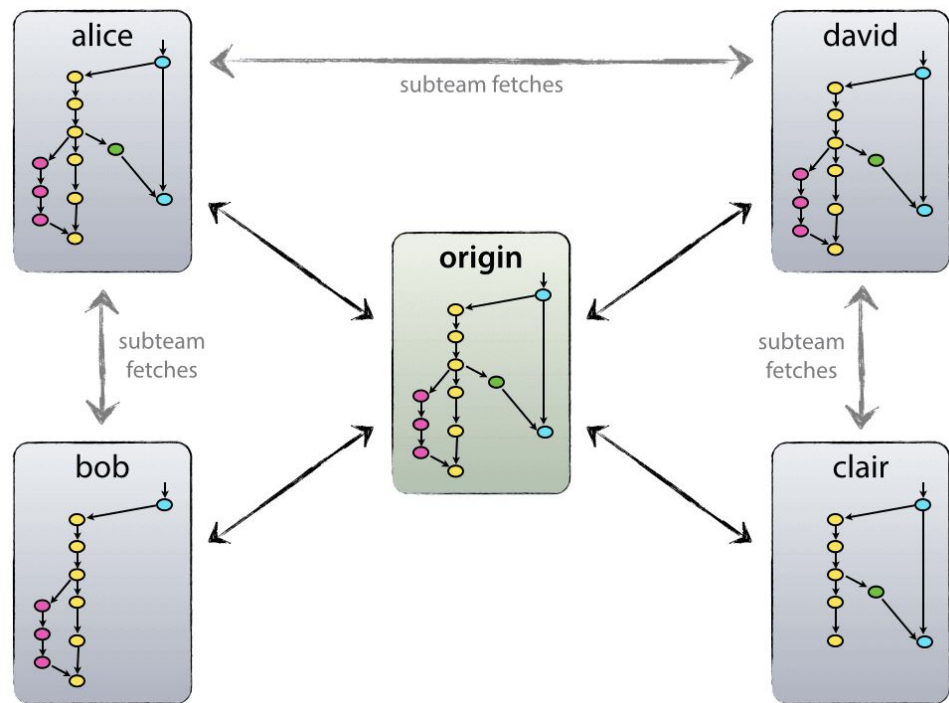 alice
david
subteam fetches
origin
subteam
fetches
subteam
fetches
bob
clair